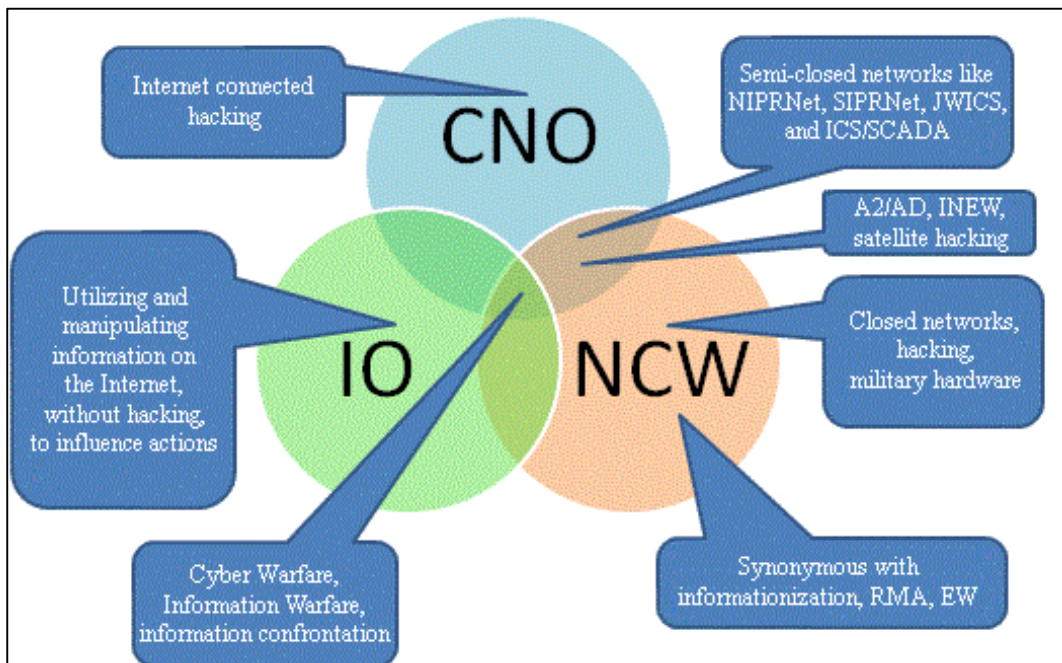 Internet connected
hacking
CNO
Semi-closed networks like
NIPRNet, SIPRNet, JWICS,
and ICS/SCADA
A2/AD, INEW,
satellite hacking
Utilizing and
manipulating
information on
the Internet,
without hacking,
to influence actions
IO
NCW
Closed networks,
hacking,
military hardware
Cyber Warfare,
Information Warfare,
information confrontation
Synonymous with
informationization, RMA, EW